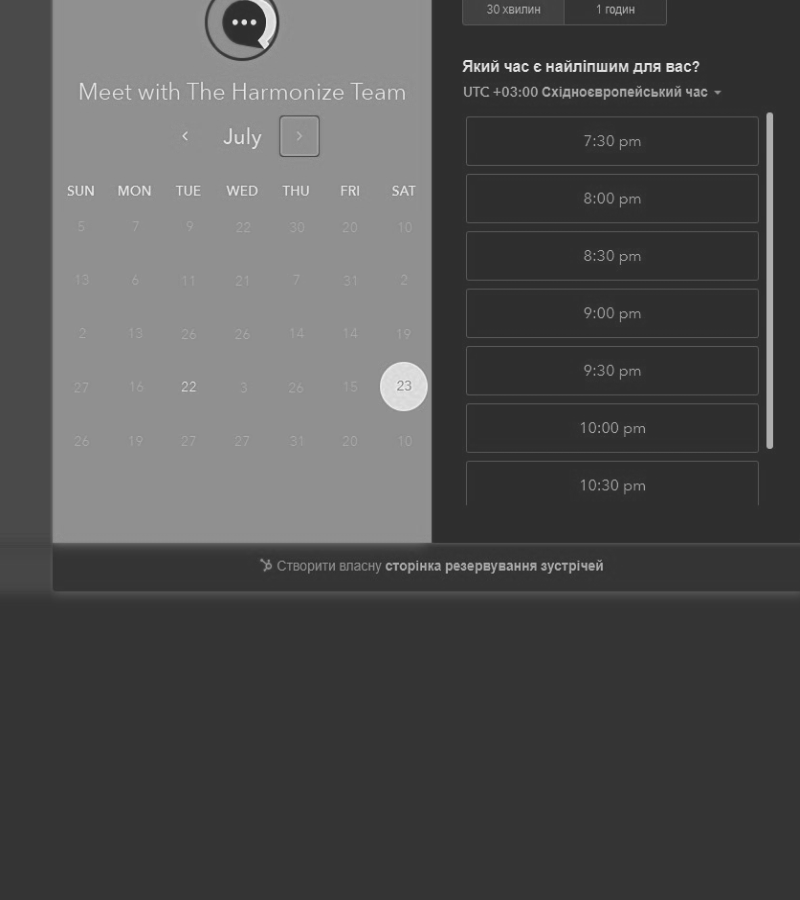 30 хвилин 1 годин
Meet with The Harmonize Team
July
SUN MON TUE WED THU FRI SAT
5 7 9 22 30 20 10
13 6 11 21 7 31 2
2 13 26 26 14 14 19
27 16 22 3 26 15 23
26 19 27 27 31 20 10
Який час є найліпшим для вас?
UTC +03:00 Східноєвропейський час
7:30 pm
8:00 pm
8:30 pm
9:00 pm
9:30 pm
10:00 pm
10:30 pm
Створити власну сторінка резервування зустрічей